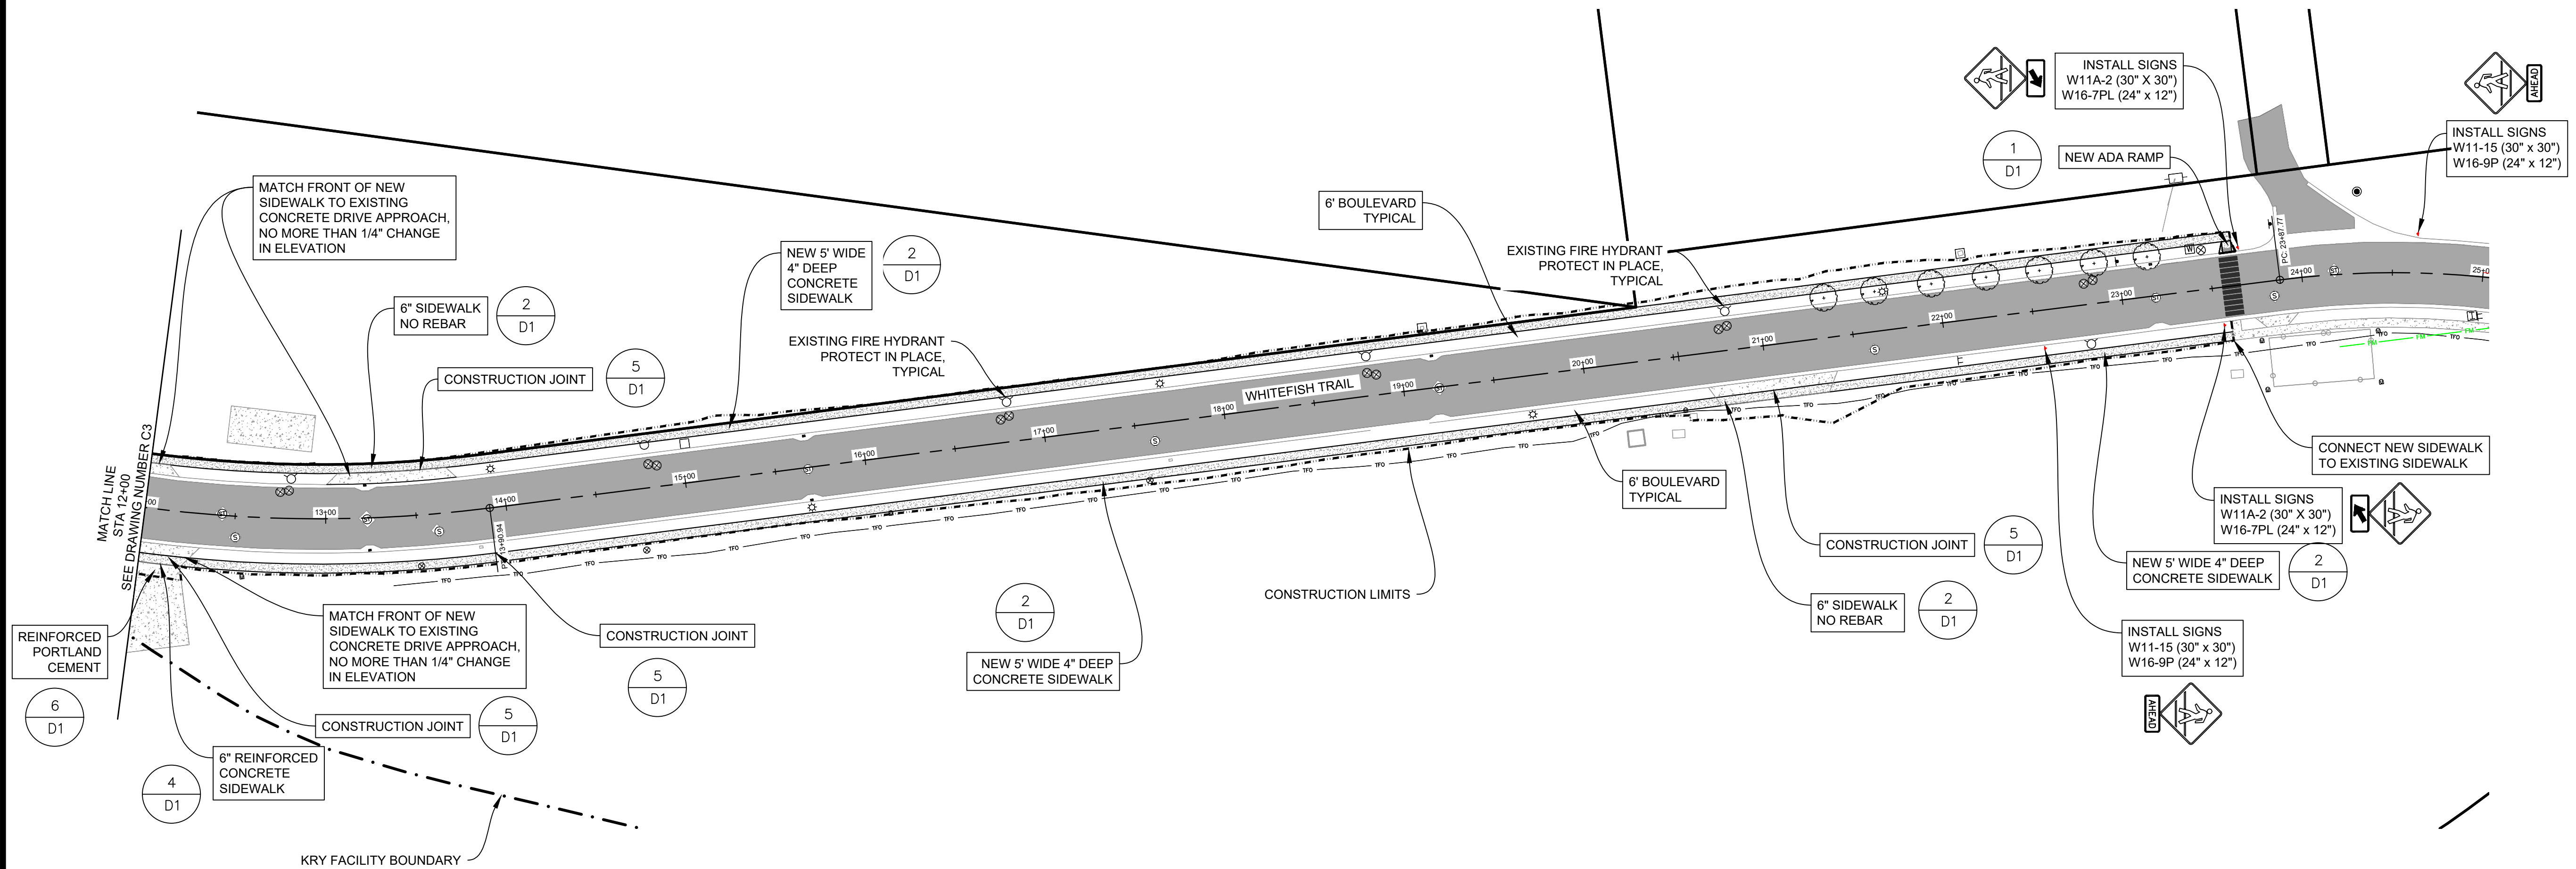 INSTALL SIGNS
W11A-2 (30" X 30")
W16-7PL (24" x 12")
AHEAD
INSTALL SIGNS
W11-15 (30" x 30")
W16-9P (24" x 12")
1
D1
NEW ADA RAMP
MATCH FRONT OF NEW
SIDEWALK TO EXISTING
CONCRETE DRIVE APPROACH,
NO MORE THAN 1/4" CHANGE
IN ELEVATION
6' BOULEVARD
TYPICAL
NEW 5' WIDE
4" DEEP
CONCRETE
SIDEWALK
2
D1
EXISTING FIRE HYDRANT
PROTECT IN PLACE,
TYPICAL
6" SIDEWALK
NO REBAR
2
D1
EXISTING FIRE HYDRANT
PROTECT IN PLACE,
TYPICAL
CONSTRUCTION JOINT
5
D1
MATCH LINE
STA 12+00
SEE DRAWING NUMBER C3
13+00
14+00
15+00
16+00
17+00
18+00
19+00
20+00
21+00
22+00
23+00
24+00
WHITEFISH TRAIL
PC: 23+87.77
CONNECT NEW SIDEWALK
TO EXISTING SIDEWALK
6' BOULEVARD
TYPICAL
INSTALL SIGNS
W11A-2 (30" X 30")
W16-7PL (24" x 12")
CONSTRUCTION JOINT
5
D1
NEW 5' WIDE 4" DEEP
CONCRETE SIDEWALK
2
D1
CONSTRUCTION LIMITS
6" SIDEWALK
NO REBAR
2
D1
INSTALL SIGNS
W11-15 (30" x 30")
W16-9P (24" x 12")
AHEAD
2
D1
NEW 5' WIDE 4" DEEP
CONCRETE SIDEWALK
REINFORCED
PORTLAND
CEMENT
6
D1
MATCH FRONT OF NEW
SIDEWALK TO EXISTING
CONCRETE DRIVE APPROACH,
NO MORE THAN 1/4" CHANGE
IN ELEVATION
CONSTRUCTION JOINT
5
D1
CONSTRUCTION JOINT
5
D1
6" REINFORCED
CONCRETE
SIDEWALK
4
D1
KRY FACILITY BOUNDARY